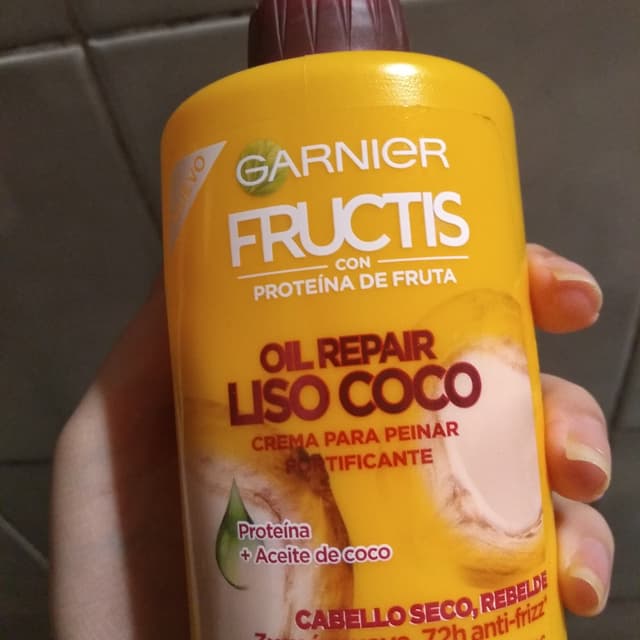 NUEVO
GARNIER
FRUCTIS
CON
PROTEÍNA DE FRUTA
OIL REPAIR
LISO COCO
CREMA PARA PEINAR
FORTIFICANTE
Proteína
+ Aceite de coco
CABELLO SECO, REBELDE
72h anti-frizz*